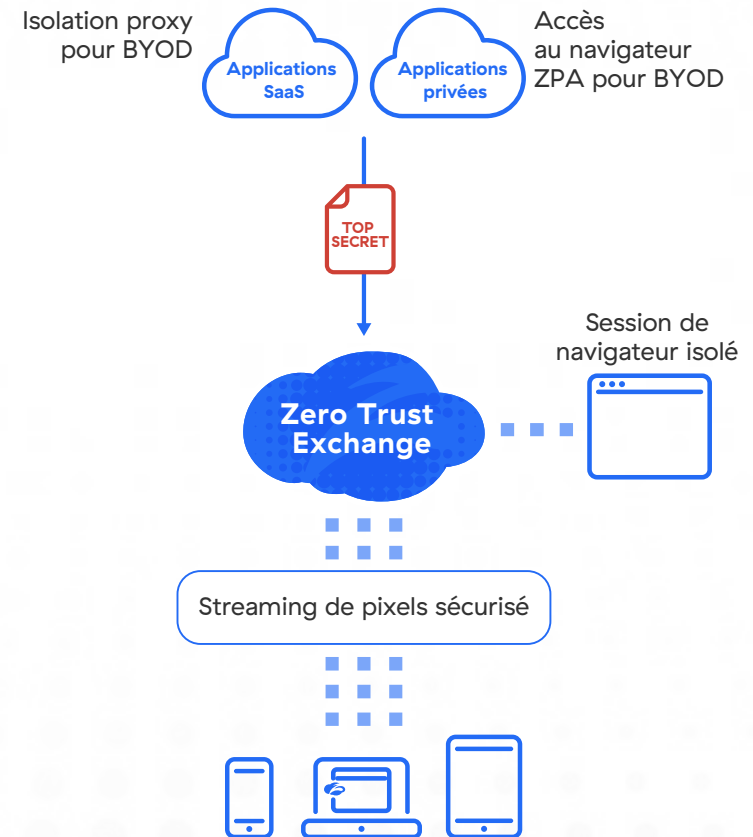 Isolation proxy
pour BYOD
Applications
SaaS
Applications
privées
Accès
au navigateur
ZPA pour BYOD
TOP
SECRET
Session de
navigateur isolé
Zero Trust
Exchange
Streaming de pixels sécurisé